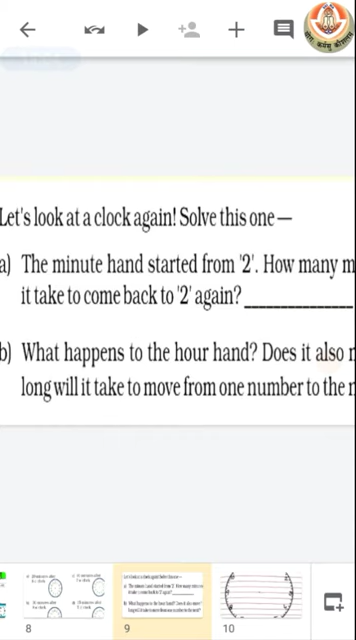 Let's look at a clock again! Solve this one —
a) The minute hand started from '2'. How many m
it take to come back to '2' again?
b) What happens to the hour hand? Does it also
long will it take to move from one number to the
8
9
10